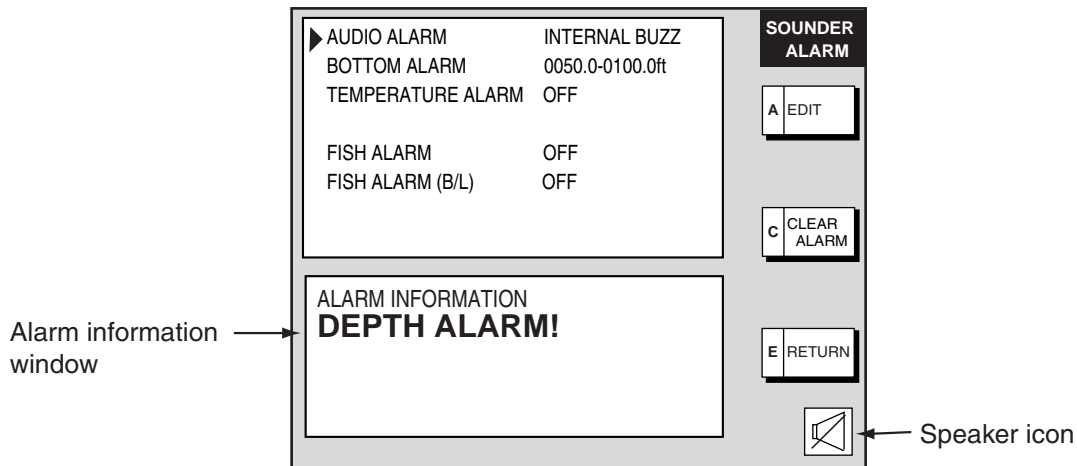 AUDIO ALARM INTERNAL BUZZ
BOTTOM ALARM 0050.0-0100.0ft
TEMPERATURE ALARM OFF
FISH ALARM OFF
FISH ALARM (B/L) OFF
SOUNDER
ALARM
A EDIT
C CLEAR
ALARM
ALARM INFORMATION
DEPTH ALARM!
E RETURN
Alarm information
window
Speaker icon